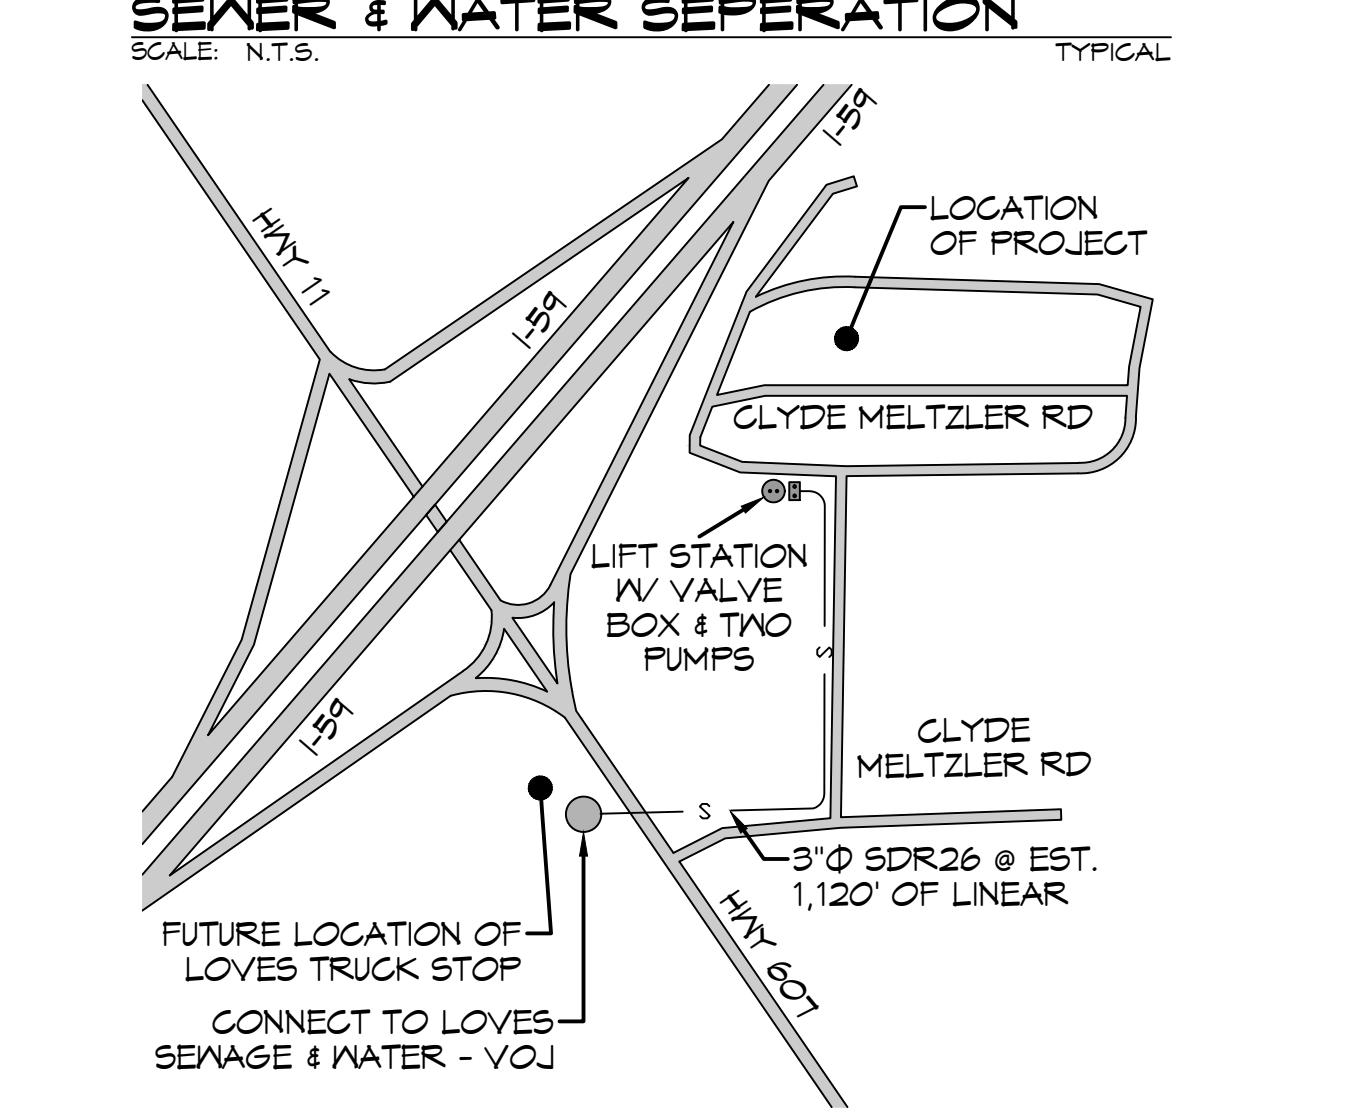 SEWER & WATER SEPERATION
SCALE: N.T.S.
TYPICAL
I-59
HWY 11
LOCATION
OF PROJECT
I-59
CLYDE MELTZLER RD
LIFT STATION
W/ VALVE
BOX & TWO
PUMPS
S
I-59
CLYDE
MELTZLER RD
S
3"Φ SDR26 @ EST.
1,120' OF LINEAR
HWY 607
FUTURE LOCATION OF
LOVES TRUCK STOP
CONNECT TO LOVES
SEWAGE & WATER - VOJ